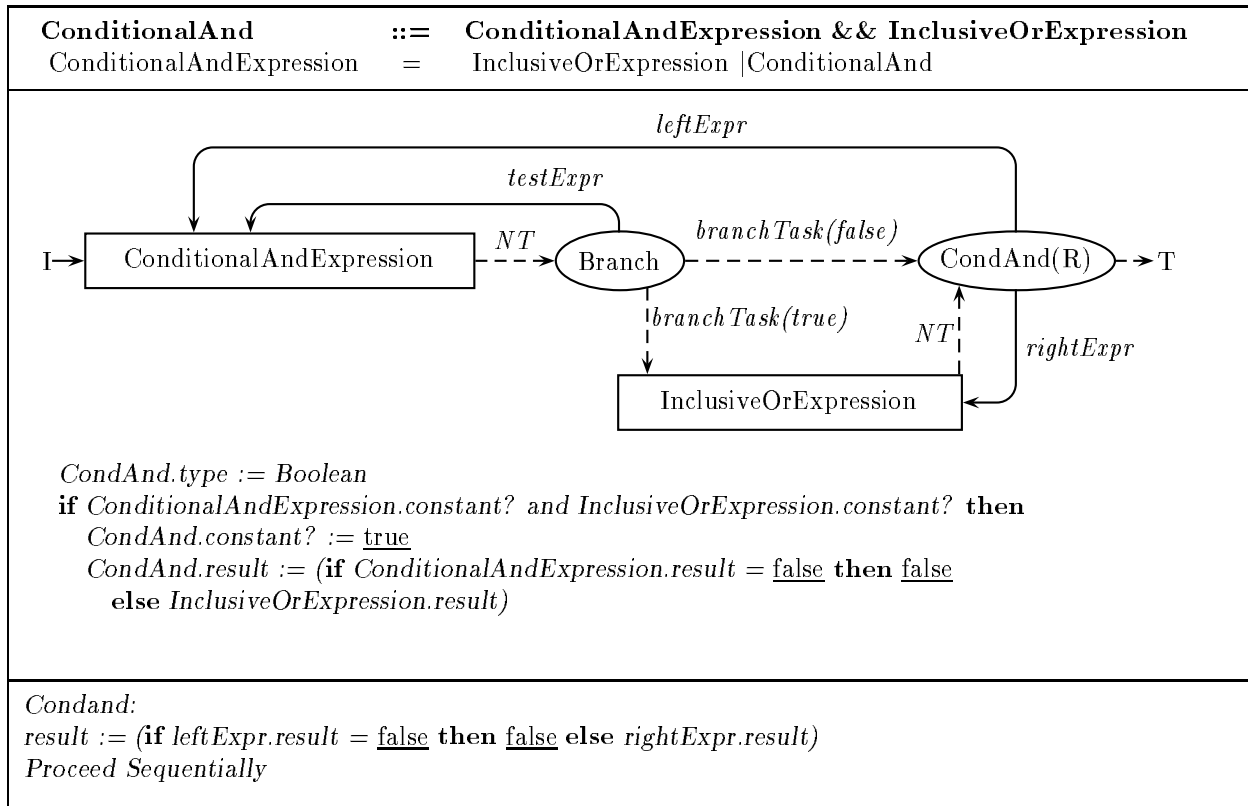 ConditionalAnd ::= ConditionalAndExpression && InclusiveOrExpression
ConditionalAndExpression = InclusiveOrExpression |ConditionalAnd
leftExpr
testExpr
I ConditionalAndExpression NT Branch branchTask(false) CondAnd(R) T
branchTask(true) NT rightExpr
InclusiveOrExpression
CondAnd.type := Boolean
if ConditionalAndExpression.constant? and InclusiveOrExpression.constant? then
CondAnd.constant? := true
CondAnd.result := (if ConditionalAndExpression.result = false then false
else InclusiveOrExpression.result)
Condand:
result := (if leftExpr.result = false then false else rightExpr.result)
Proceed Sequentially